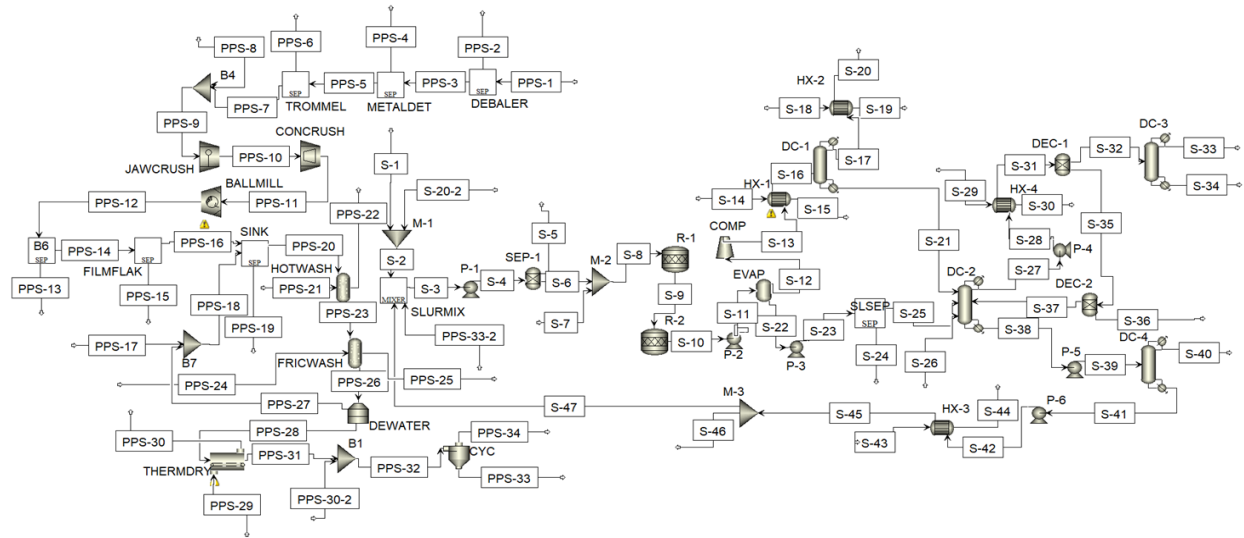 PPS-8
PPS-6
PPS-4
PPS-2
B4
PPS-5
PPS-3
PPS-1
SEP
SEP
SEP
PPS-7
TROMMEL
METALDET
DEBALER
PPS-9
CONCRUSH
PPS-10
JAWCRUSH
BALLMILL
PPS-12
PPS-11
PPS-22
S-1
S-20-2
M-1
S-2
B6
SEP
PPS-14
SEP
FILMFLAK
PPS-16
SINK
SEP
PPS-20
HOTWASH
PPS-21
PPS-13
PPS-15
PPS-18
PPS-19
PPS-23
MIXER
SLURMIX
S-3
P-1
S-4
SEP-1
S-5
S-6
M-2
S-7
S-8
R-1
S-9
R-2
S-10
PPS-33-2
PPS-17
B7
FRICWASH
PPS-24
PPS-26
PPS-25
PPS-27
DEWATER
PPS-28
PPS-30
PPS-31
THERMDRY
PPS-29
B1
PPS-30-2
PPS-32
PPS-34
CYC
PPS-33
S-20
HX-2
S-18
S-19
DC-1
S-17
S-16
HX-1
S-14
S-15
COMP
S-13
EVAP
S-12
S-11
P-2
S-22
P-3
S-23
SLSEP
SEP
S-24
S-25
S-21
DC-2
S-26
S-27
P-4
S-28
S-29
HX-4
S-30
S-31
DEC-1
S-32
DC-3
S-33
S-34
S-35
DEC-2
S-37
S-36
S-38
P-5
S-39
DC-4
S-40
S-41
P-6
S-42
HX-3
S-44
S-43
S-45
M-3
S-46
S-47